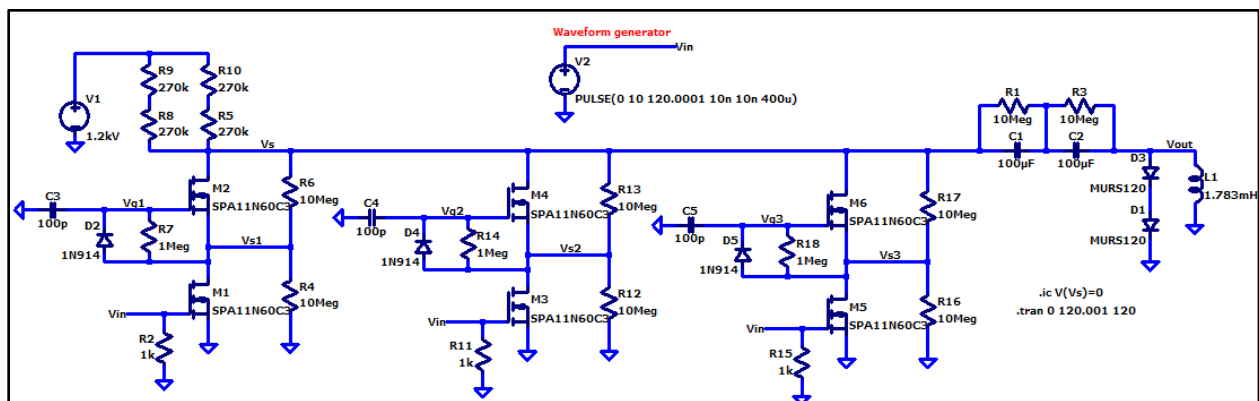 Waveform generator
Vin
V2
PULSE(0 10 120.0001 10n 10n 400u)
V1
1.2kV
R9
270k
R10
270k
R8
270k
R5
270k
Vs
M2
SPA11N60C3
R6
10Meg
C3
100p
Vg1
D2
1N914
R7
1Meg
Vs1
M1
SPA11N60C3
R4
10Meg
Vin
R2
1k
M4
SPA11N60C3
R13
10Meg
C4
100p
Vg2
D4
1N914
R14
1Meg
Vs2
M3
SPA11N60C3
R12
10Meg
Vin
R11
1k
M6
SPA11N60C3
R17
10Meg
C5
100p
Vg3
D5
1N914
R18
1Meg
Vs3
M5
SPA11N60C3
R16
10Meg
Vin
R15
1k
R1
10Meg
R3
10Meg
C1
100µF
C2
100µF
Vout
D3
MURS120
D1
MURS120
L1
1.783mH
.ic V(Vs)=0
.tran 0 120.001 120